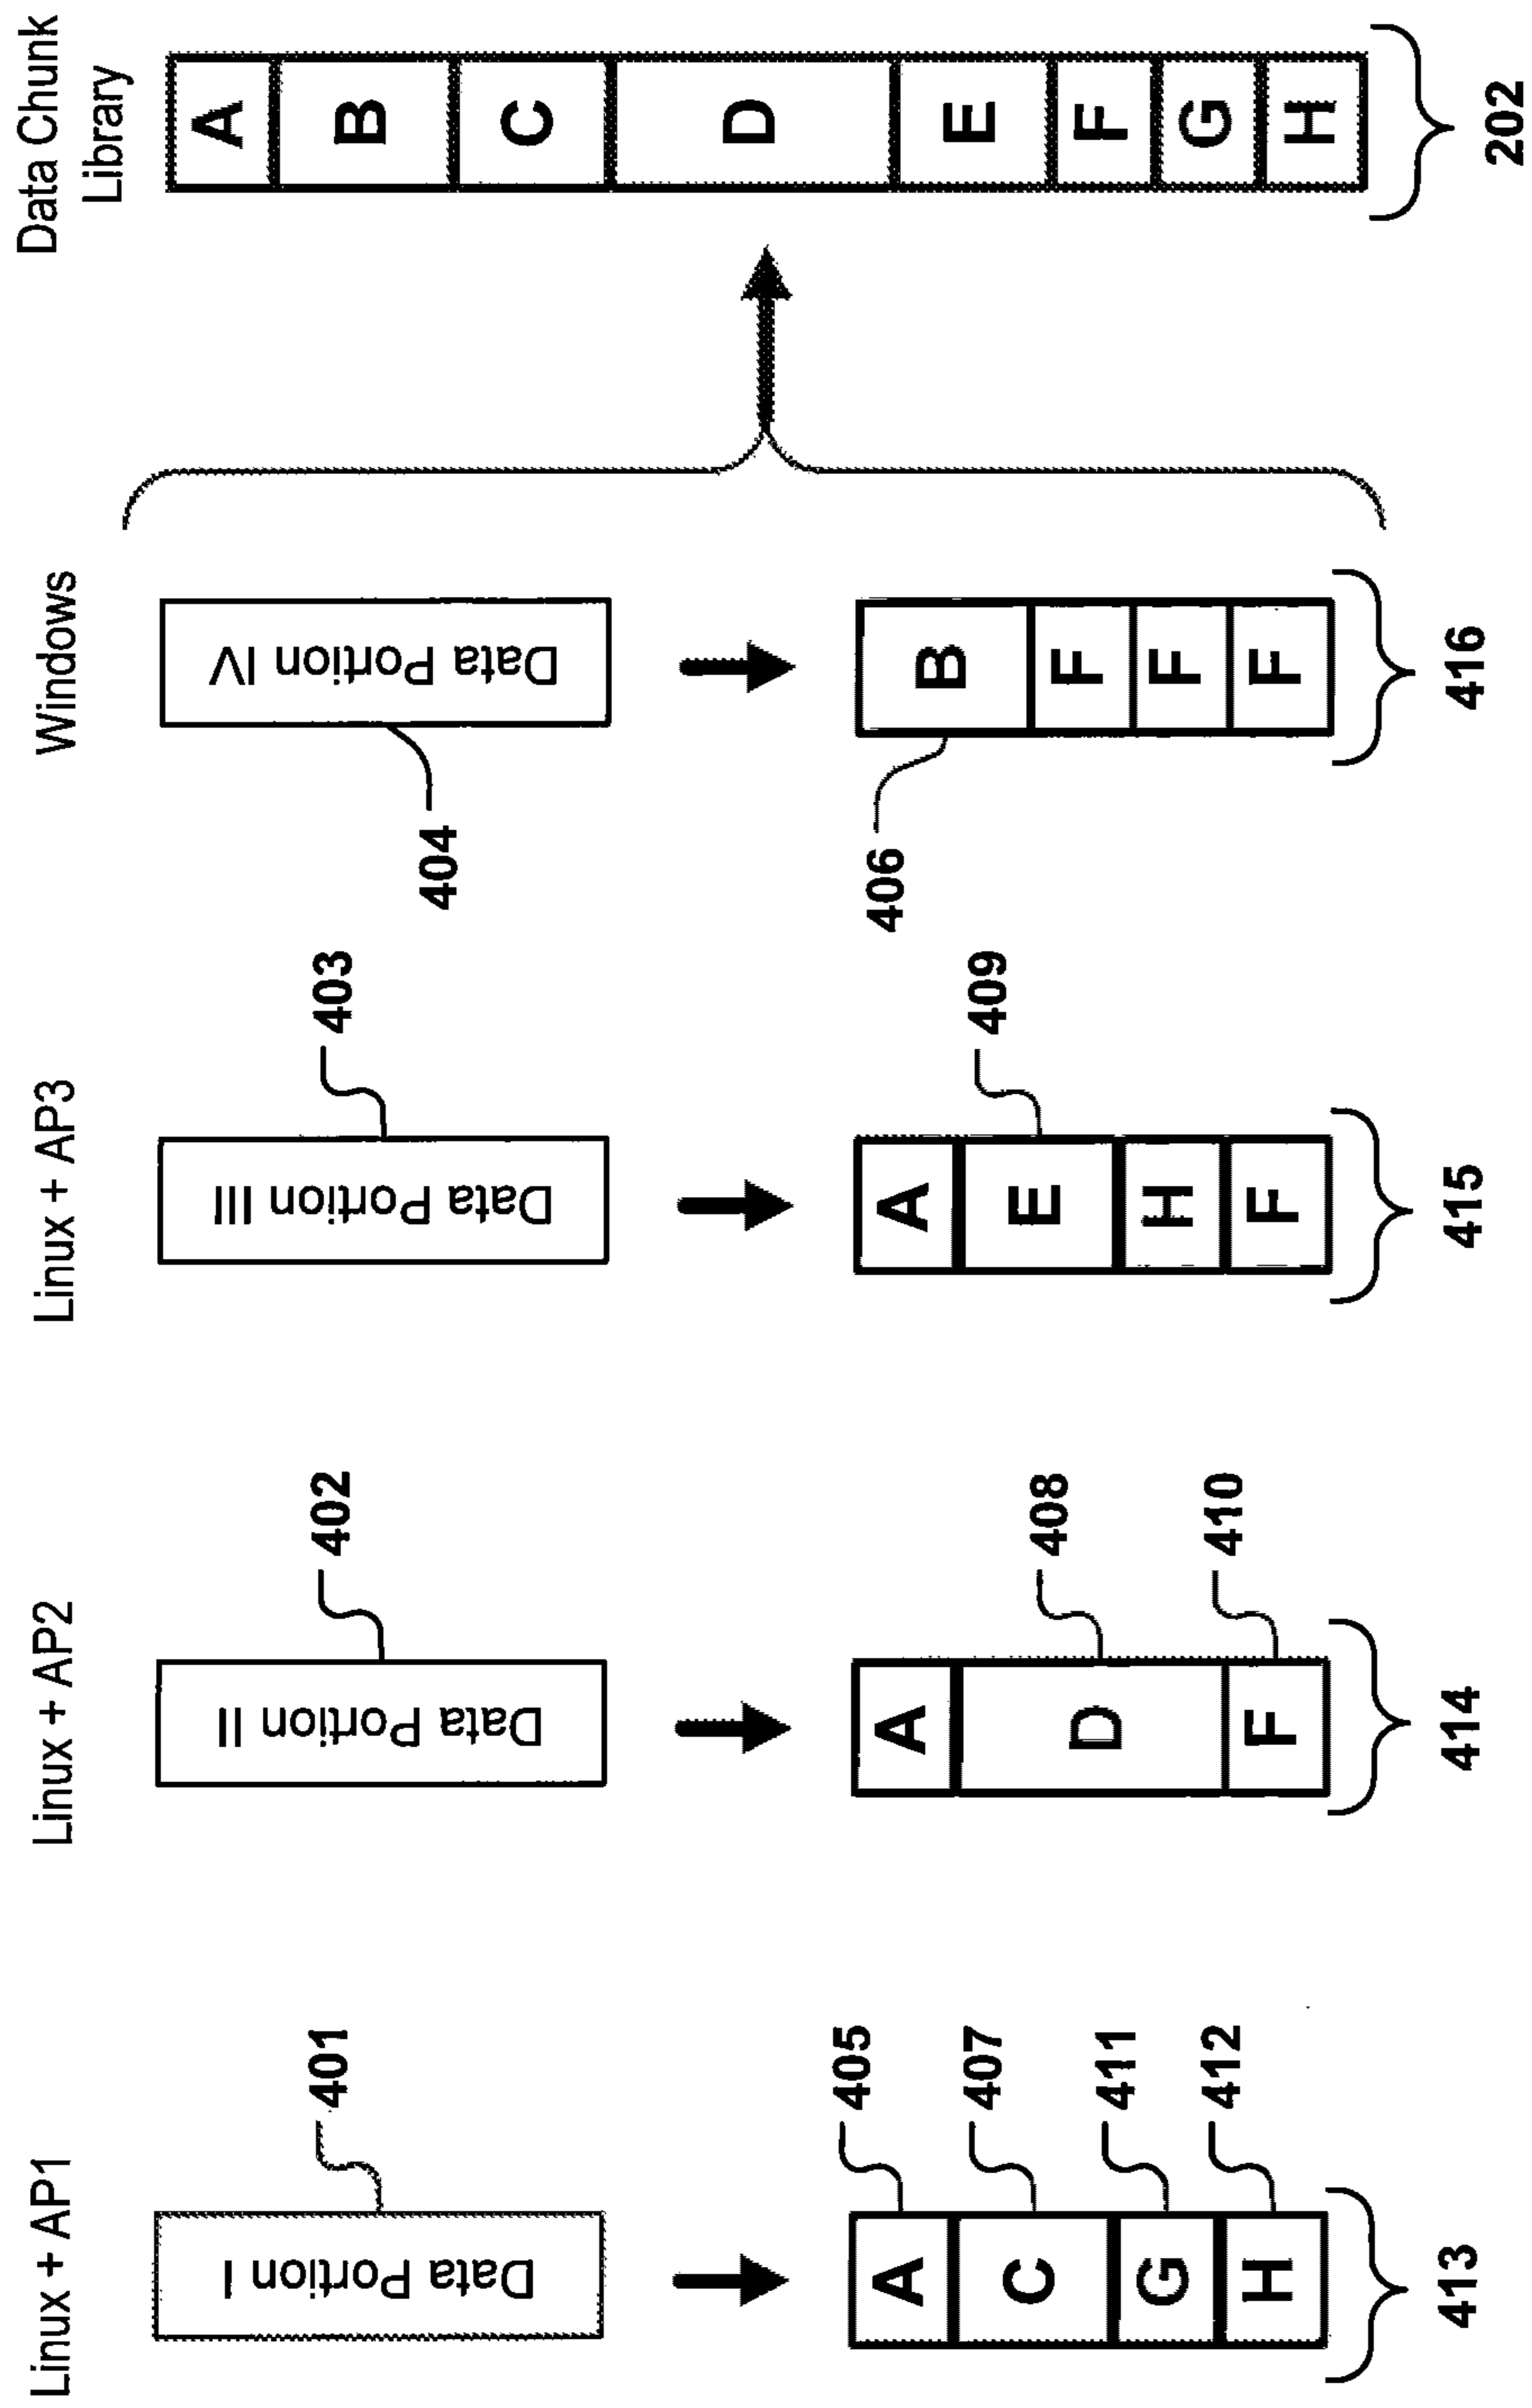 Linux + AP1
Linux + AP2
Linux + AP3
Windows
Data Chunk
Library
Data Portion I
401
Data Portion II
402
Data Portion III
403
Data Portion IV
404
A
C
G
H
405
407
411
412
413
A
D
F
408
410
414
A
E
H
F
409
415
B
F
F
F
406
416
A
B
C
D
E
F
G
H
202